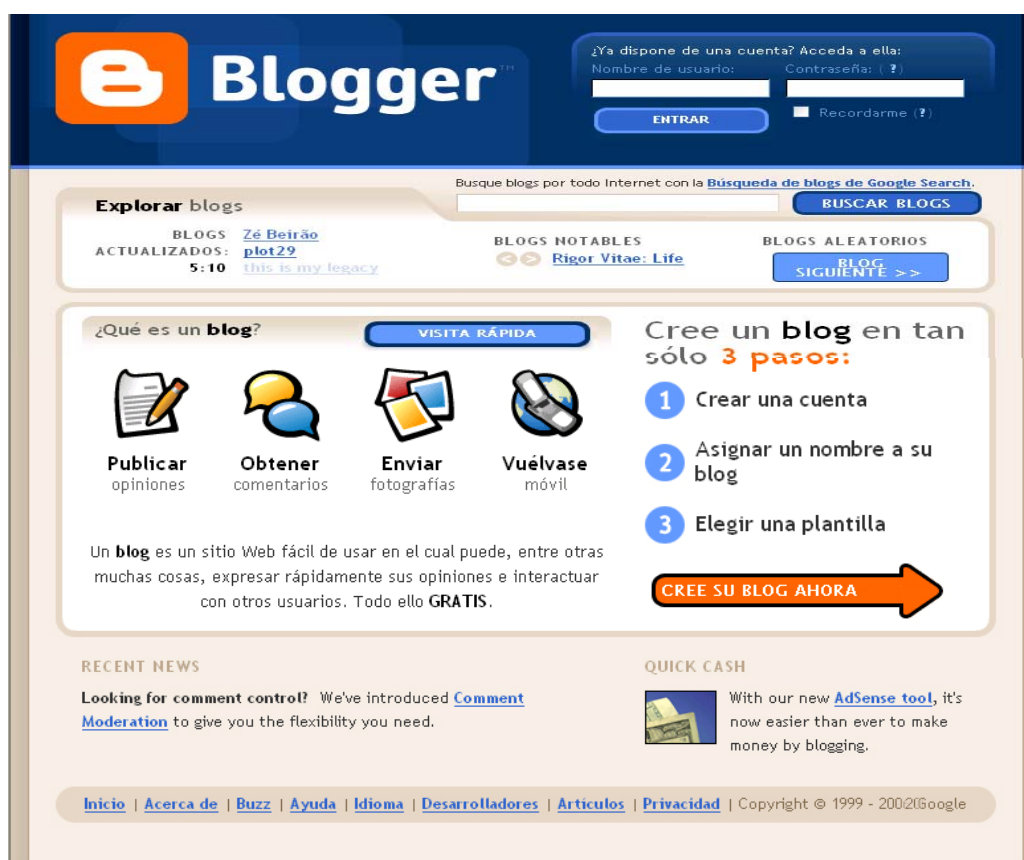 Blogger™
¿Ya dispone de una cuenta? Acceda a ella:
Nombre de usuario: Contraseña: (?)
ENTRAR
Recordarme (?)
Busque blogs por todo Internet con la Búsqueda de blogs de Google Search.
Explorar blogs
BUSCAR BLOGS
BLOGS ACTUALIZADOS:
5:10
Zé Beirão
plot29
this is my legacy
BLOGS NOTABLES
Rigor Vitae: Life
BLOGS ALEATORIOS
BLOG
SIGUIENTE >>
¿Qué es un blog?
VISITA RÁPIDA
Publicar
opiniones
Obtener
comentarios
Enviar
fotografías
Vuélvase
móvil
Un blog es un sitio Web fácil de usar en el cual puede, entre otras
muchas cosas, expresar rápidamente sus opiniones e interactuar
con otros usuarios. Todo ello GRATIS.
Cree un blog en tan
sólo 3 pasos:
1 Crear una cuenta
2 Asignar un nombre a su
blog
3 Elegir una plantilla
CREE SU BLOG AHORA
RECENT NEWS
Looking for comment control? We've introduced Comment
Moderation to give you the flexibility you need.
QUICK CASH
With our new AdSense tool, it's
now easier than ever to make
money by blogging.
Inicio | Acerca de | Buzz | Ayuda | Idioma | Desarrolladores | Artículos | Privacidad | Copyright © 1999 - Google